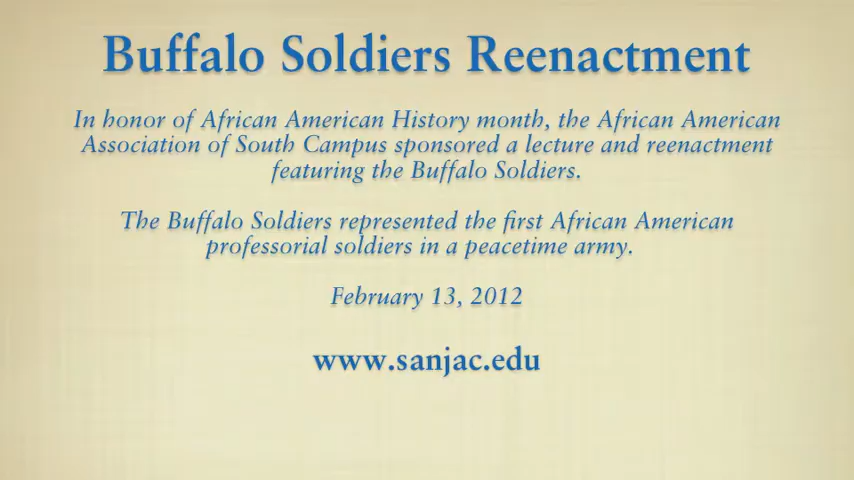 Buffalo Soldiers Reenactment
In honor of African American History month, the African American
Association of South Campus sponsored a lecture and reenactment
featuring the Buffalo Soldiers.
The Buffalo Soldiers represented the first African American
professorial soldiers in a peacetime army.
February 13, 2012
www.sanjac.edu